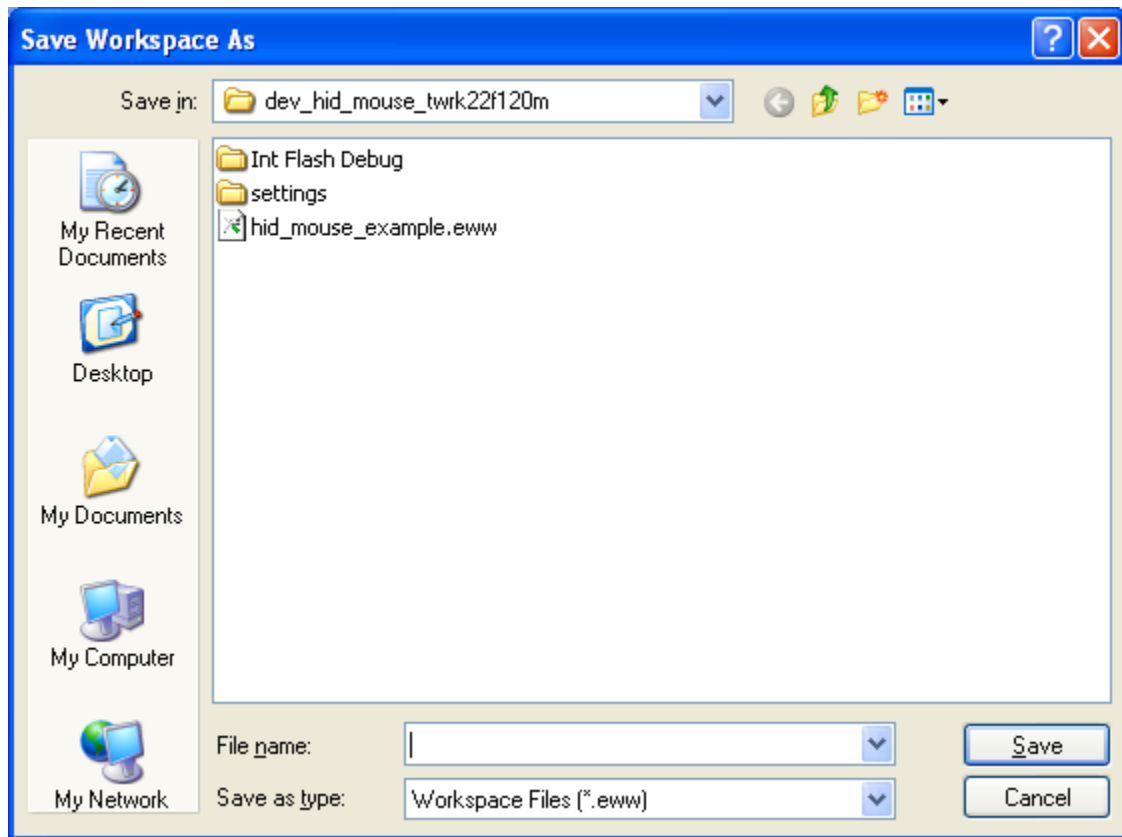 Save Workspace As
Save in: dev_hid_mouse_twrk22f120m
My Recent
Documents
Desktop
My Documents
My Computer
My Network
Int Flash Debug
settings
hid_mouse_example.eww
File name:
Save
Save as type: Workspace Files (*.eww)
Cancel